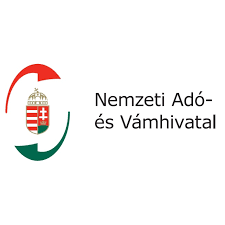 Nemzeti Adó-
és Vámhivatal